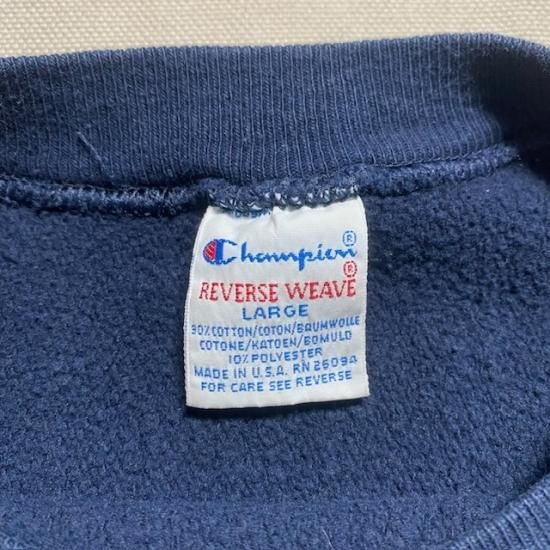 Champion®
REVERSE WEAVE®
LARGE
90% COTTON/COTON/BAUMWOLLE
COTONE/KATOEN/BOMULD
10% POLYESTER
MADE IN U.S.A. RN 26094
FOR CARE SEE REVERSE